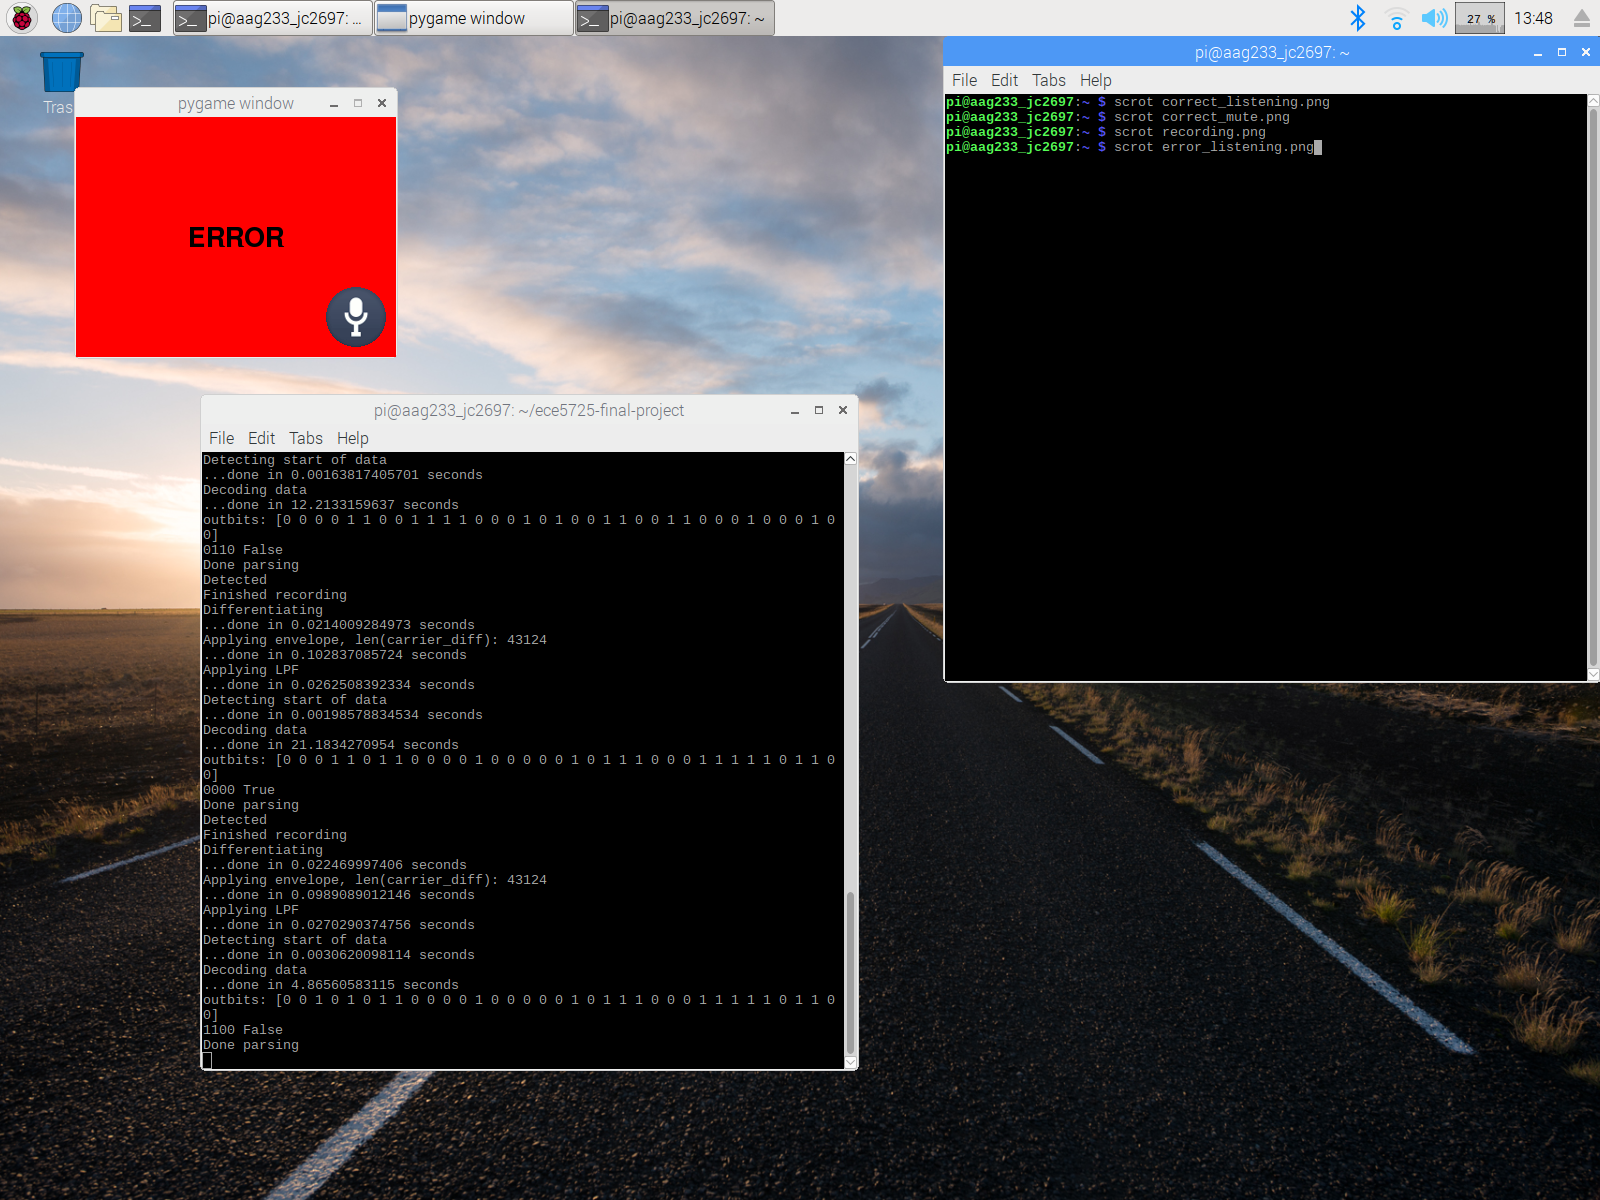 pi@aag233_jc2697: ...
pygame window
pi@aag233_jc2697: ~
27 %
13:48
Tras
pygame window
ERROR
pi@aag233_jc2697: ~
File Edit Tabs Help
pi@aag233_jc2697:~ $ scrot correct_listening.png
pi@aag233_jc2697:~ $ scrot correct_mute.png
pi@aag233_jc2697:~ $ scrot recording.png
pi@aag233_jc2697:~ $ scrot error_listening.png
pi@aag233_jc2697: ~/ece5725-final-project
File Edit Tabs Help
Detecting start of data
...done in 0.00163817405701 seconds
Decoding data
...done in 12.2133159637 seconds
outbits: [0 0 0 0 1 1 0 0 1 1 1 1 0 0 0 1 0 1 0 0 1 1 0 0 1 1 0 0 0 1 0 0 0 1 0
0]
0110 False
Done parsing
Detected
Finished recording
Differentiating
...done in 0.0214009284973 seconds
Applying envelope, len(carrier_diff): 43124
...done in 0.102837085724 seconds
Applying LPF
...done in 0.0262508392334 seconds
Detecting start of data
...done in 0.00198578834534 seconds
Decoding data
...done in 21.1834270954 seconds
outbits: [0 0 0 1 1 0 1 1 0 0 0 0 1 0 0 0 0 0 1 0 1 1 1 0 0 0 1 1 1 1 1 0 1 1 0
0]
0000 True
Done parsing
Detected
Finished recording
Differentiating
...done in 0.022469997406 seconds
Applying envelope, len(carrier_diff): 43124
...done in 0.0989089012146 seconds
Applying LPF
...done in 0.0270290374756 seconds
Detecting start of data
...done in 0.0030620098114 seconds
Decoding data
...done in 4.86560583115 seconds
outbits: [0 0 1 0 1 0 1 1 0 0 0 0 1 0 0 0 0 0 1 0 1 1 1 0 0 0 1 1 1 1 1 0 1 1 0
0]
1100 False
Done parsing